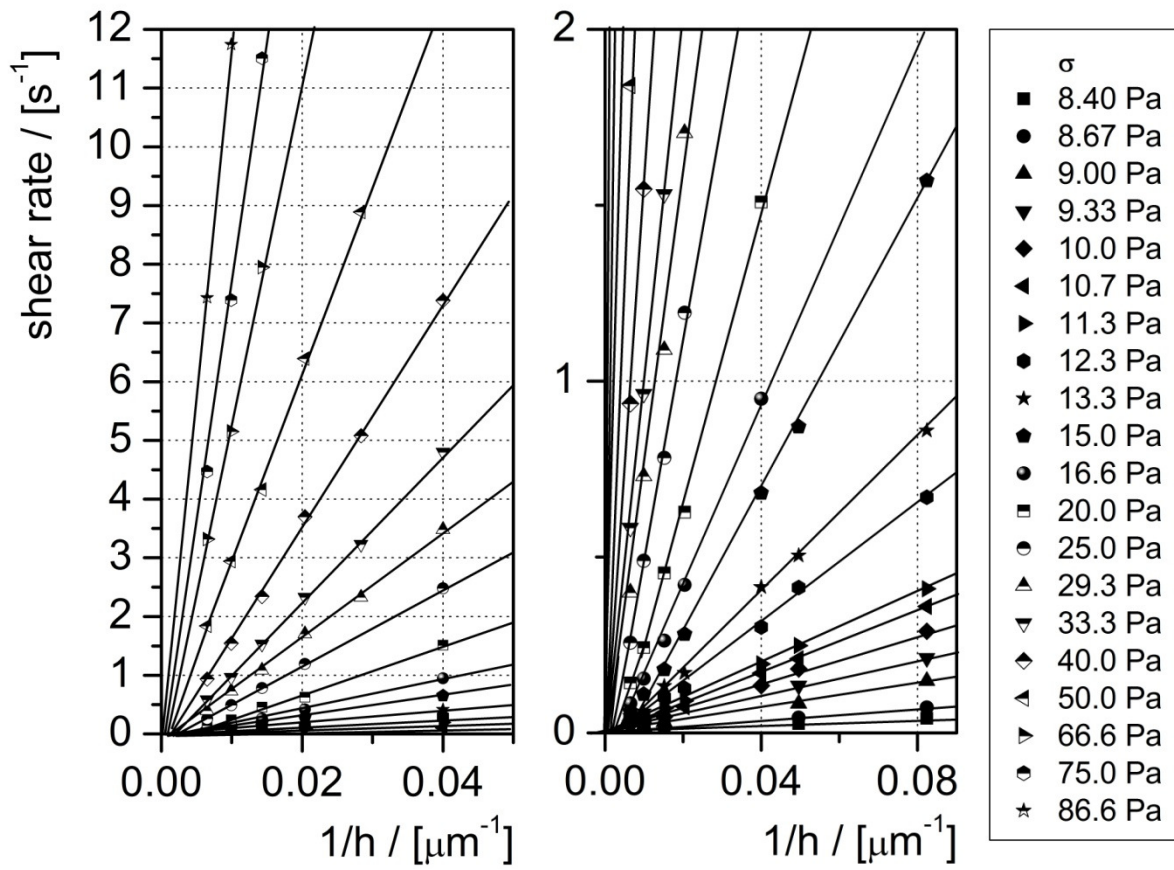 shear rate / [s⁻¹]
12
11
10
9
8
7
6
5
4
3
2
1
0
0.00 0.02 0.04
1/h / [μm⁻¹]
2
1
0
0.00 0.04 0.08
1/h / [μm⁻¹]
σ
8.40 Pa
8.67 Pa
9.00 Pa
9.33 Pa
10.0 Pa
10.7 Pa
11.3 Pa
12.3 Pa
13.3 Pa
15.0 Pa
16.6 Pa
20.0 Pa
25.0 Pa
29.3 Pa
33.3 Pa
40.0 Pa
50.0 Pa
66.6 Pa
75.0 Pa
86.6 Pa